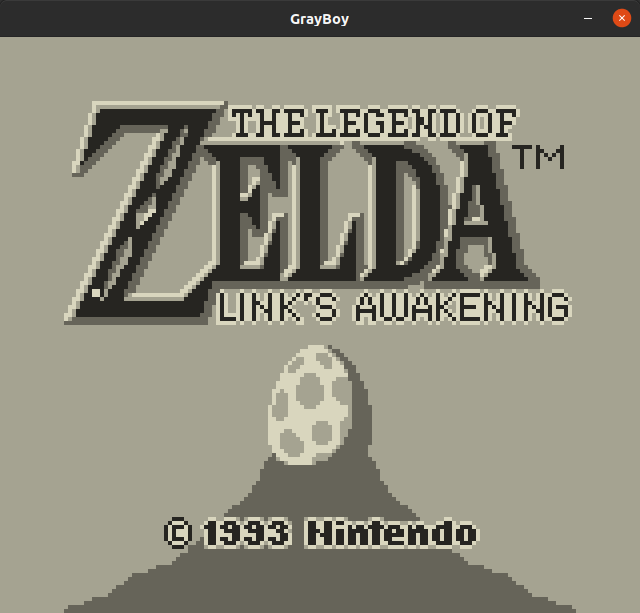 GrayBoy
THE LEGEND OF
ZELDA™
LINK'S AWAKENING
© 1993 Nintendo